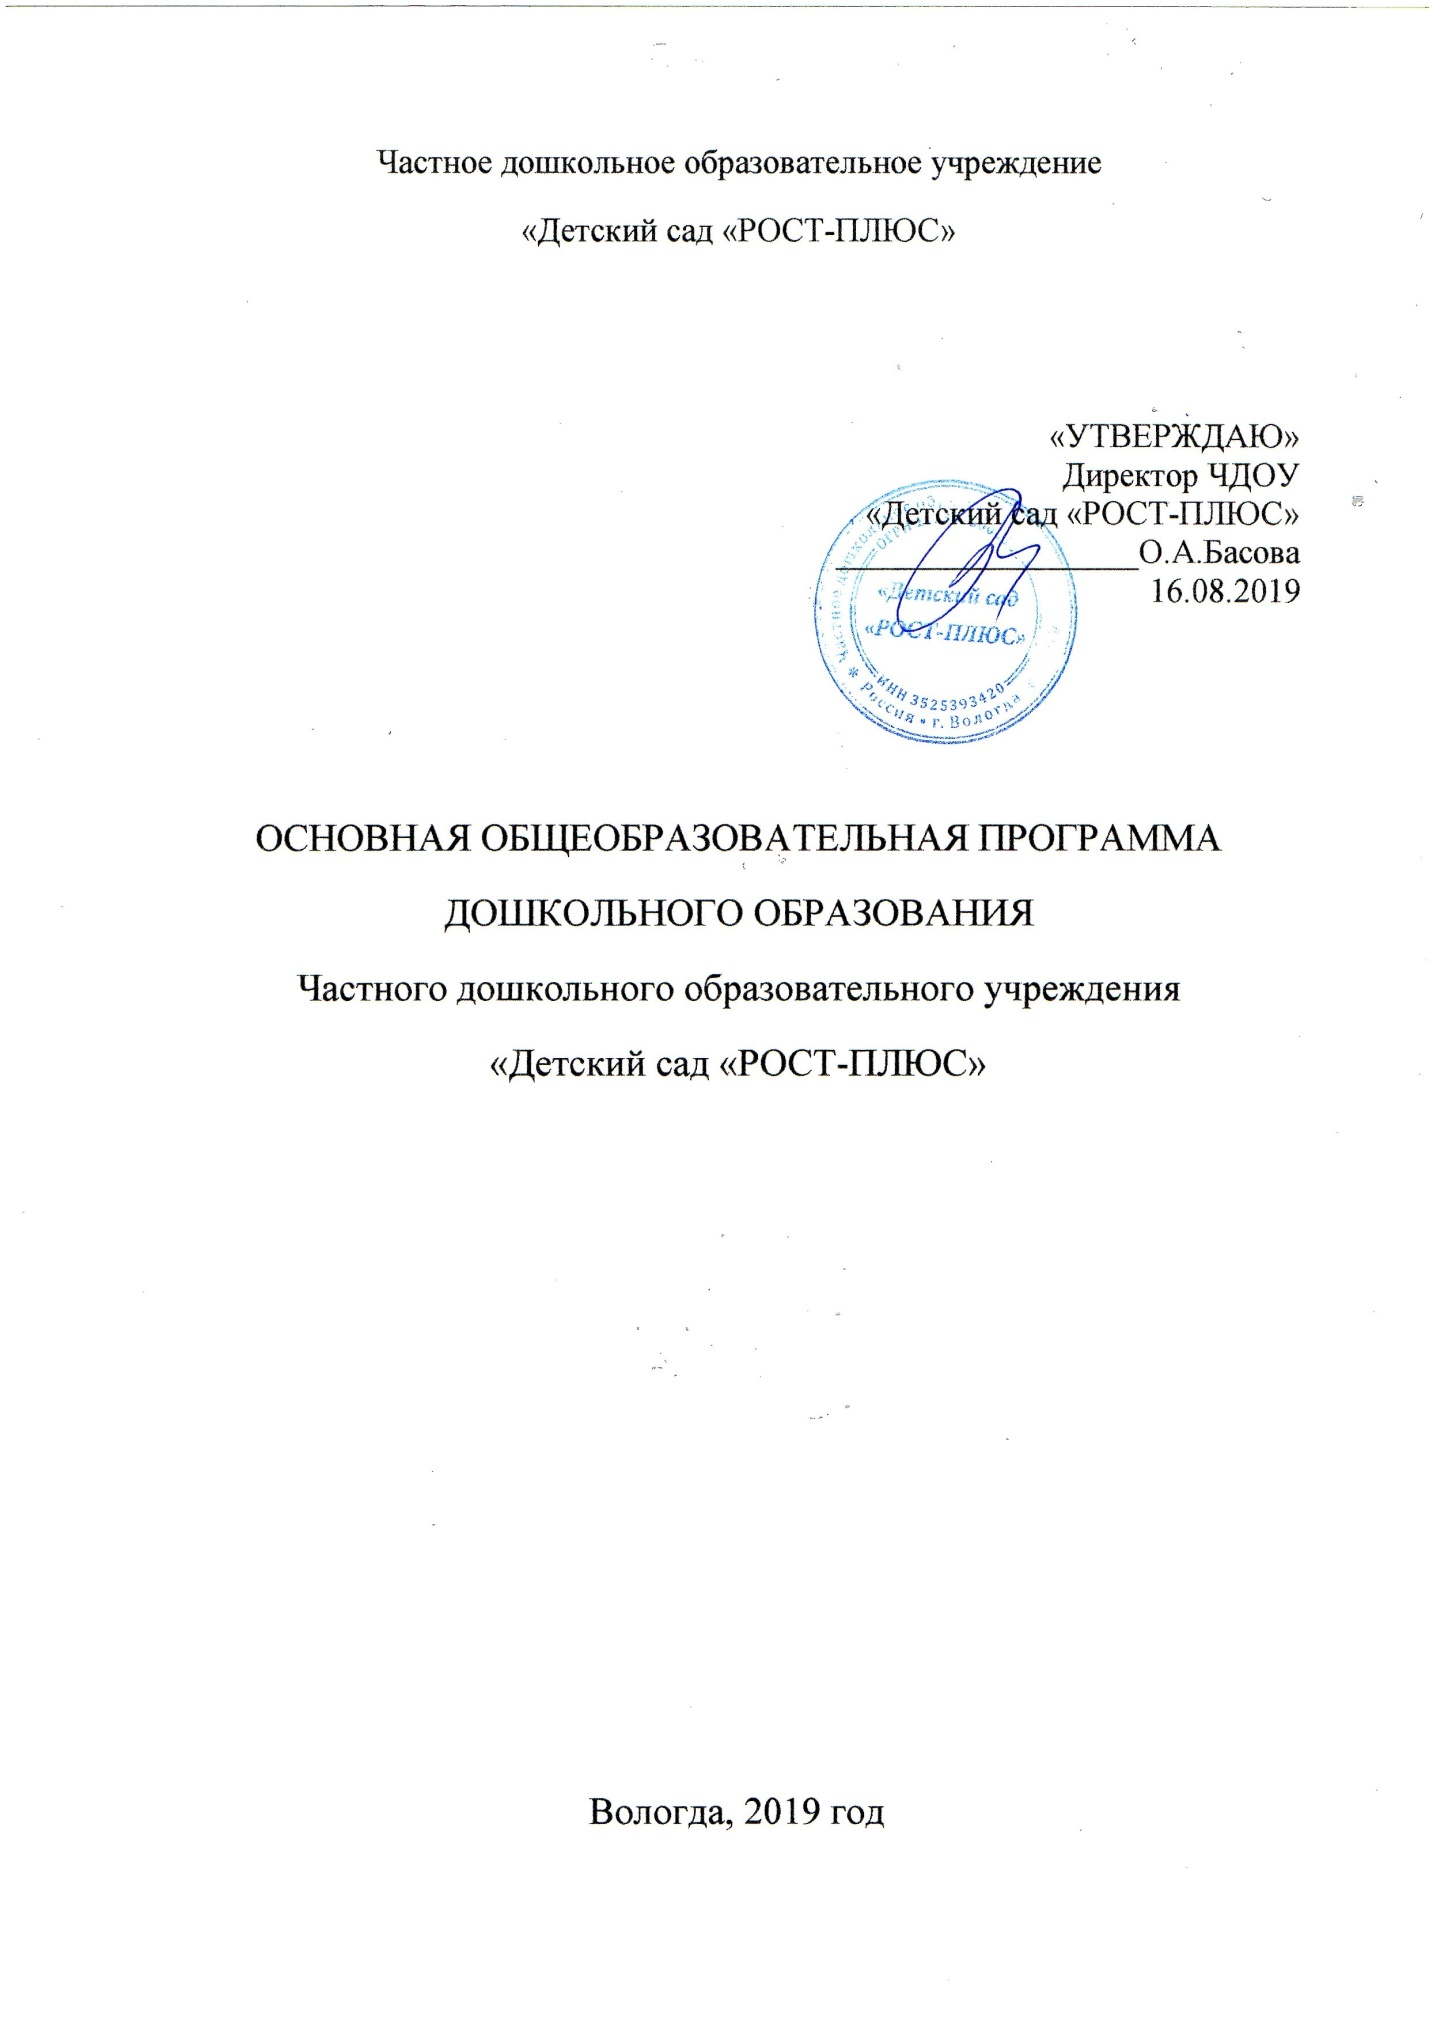 Частное дошкольное образовательное учреждение
«Детский сад «РОСТ-ПЛЮС»
«УТВЕРЖДАЮ»
Директор ЧДОУ
«Детский сад «РОСТ-ПЛЮС»
О.А.Басова
16.08.2019
Частное
«Детский сад
«РОСТ-ПЛЮС»
ИНН 3525393420
Россия • г. Вологда
ОСНОВНАЯ ОБЩЕОБРАЗОВАТЕЛЬНАЯ ПРОГРАММА
ДОШКОЛЬНОГО ОБРАЗОВАНИЯ
Частного дошкольного образовательного учреждения
«Детский сад «РОСТ-ПЛЮС»
Вологда, 2019 год